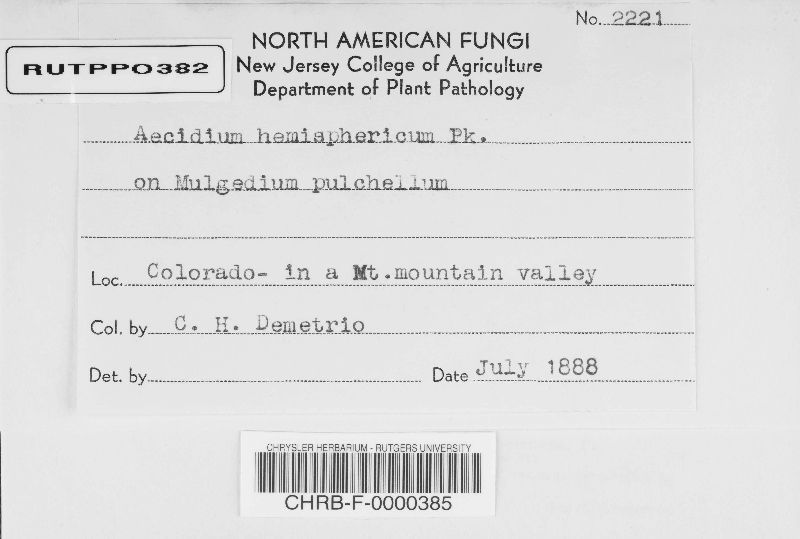 No. 2221
RUTPP0382
NORTH AMERICAN FUNGI
New Jersey College of Agriculture
Department of Plant Pathology
Aecidium hemisphericum Pk.
on Mulgedium pulchellum
Loc. Colorado- in a Mt.mountain valley
Col. by C. H. Demetrio
Det. by Date July 1888
CHRYSLER HERBARIUM - RUTGERS UNIVERSITY
CHRB-F-0000385